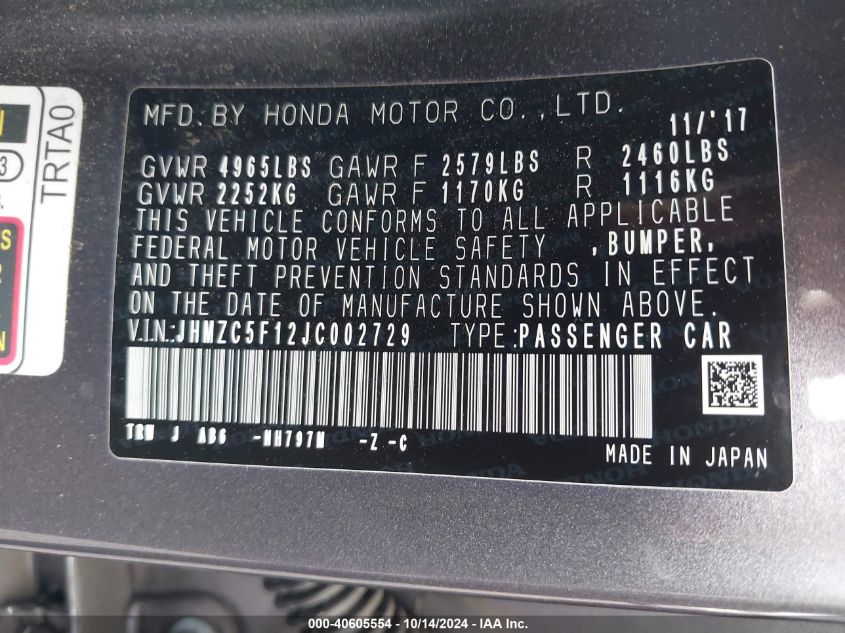 MFD. BY HONDA MOTOR CO., LTD. 11/'17
GVWR 4965LBS GAWR F 2579LBS R 2460LBS
GVWR 2252KG GAWR F 1170KG R 1116KG
THIS VEHICLE CONFORMS TO ALL APPLICABLE
FEDERAL MOTOR VEHICLE SAFETY ,BUMPER,
AND THEFT PREVENTION STANDARDS IN EFFECT
ON THE DATE OF MANUFACTURE SHOWN ABOVE.
VIN:JHMZC5F12JC002729 TYPE:PASSENGER CAR
TRW J AB6 -NH797M -Z -C
MADE IN JAPAN
TRTA0
000-40605554 - 10/14/2024 - IAA Inc.